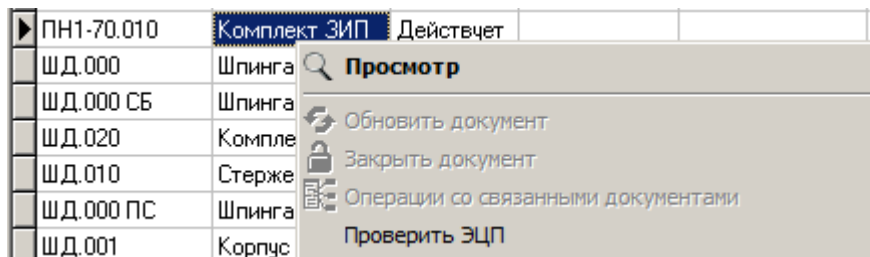 ПН1-70.010 Комплект ЗИП Действует
ШД.000 Шпинга
Просмотр
ШД.000 СБ Шпинга
Обновить документ
ШД.020 Компле
Закрыть документ
ШД.010 Стерже
Операции со связанными документами
ШД.000 ПС Шпинга
Проверить ЭЦП
ШД.001 Корпус